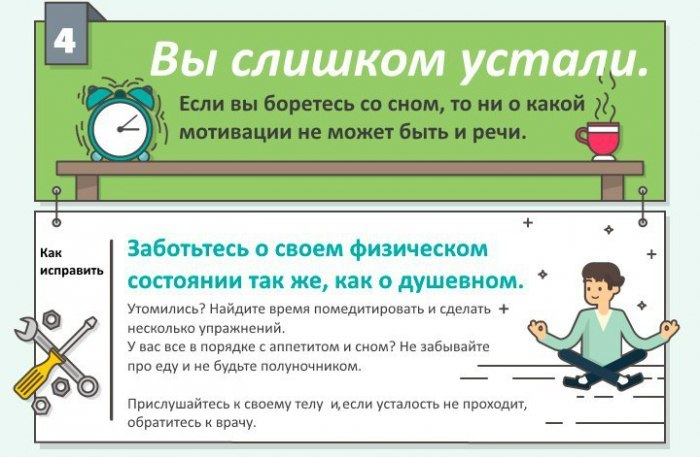 4
Вы слишком устали.
Если вы боретесь со сном, то ни о какой
мотивации не может быть и речи.
Как
исправить
Заботьтесь о своем физическом
состоянии так же, как о душевном.
Утомились? Найдите время помедитировать и сделать
несколько упражнений.
У вас все в порядке с аппетитом и сном? Не забывайте
про еду и не будьте полуночником.
Прислушайтесь к своему телу и,если усталость не проходит,
обратитесь к врачу.